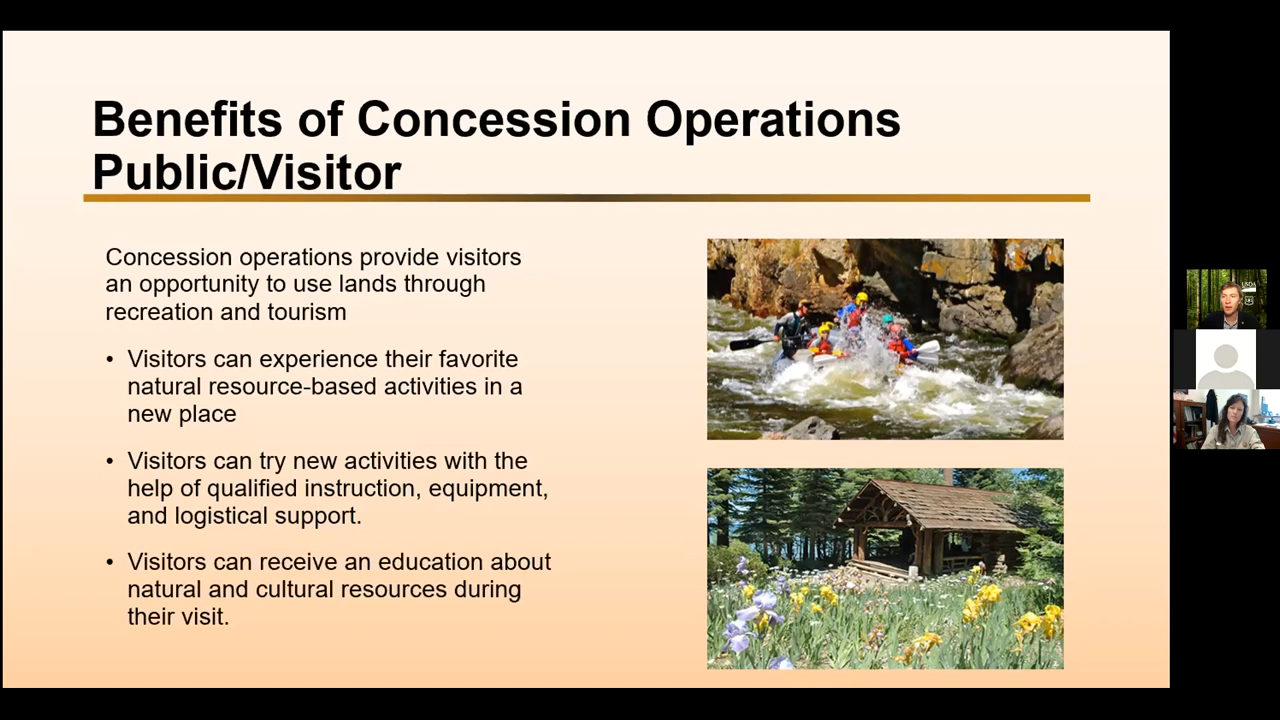 Benefits of Concession Operations
Public/Visitor
Concession operations provide visitors
an opportunity to use lands through
recreation and tourism
• Visitors can experience their favorite
natural resource-based activities in a
new place
• Visitors can try new activities with the
help of qualified instruction, equipment,
and logistical support.
• Visitors can receive an education about
natural and cultural resources during
their visit.
USDA